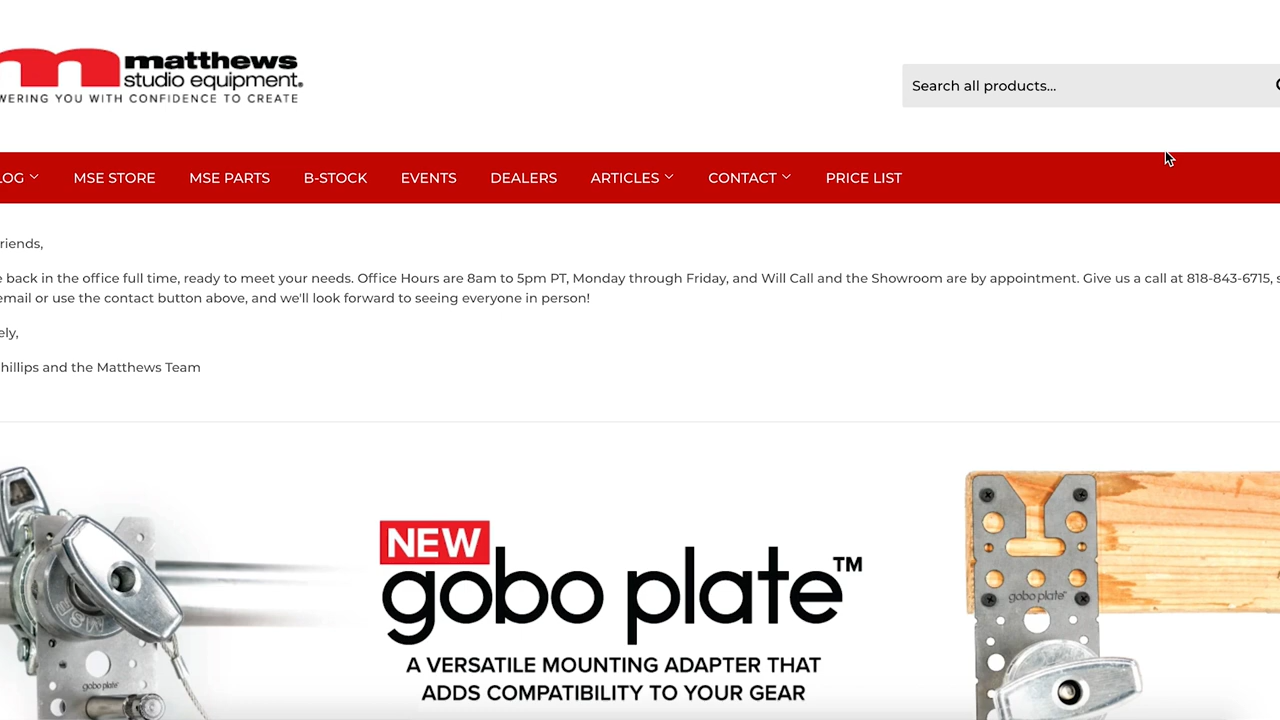 matthews
studio equipment.®
WERING YOU WITH CONFIDENCE TO CREATE
Search all products...
LOG MSE STORE MSE PARTS B-STOCK EVENTS DEALERS ARTICLES CONTACT PRICE LIST
riends,
e back in the office full time, ready to meet your needs. Office Hours are 8am to 5pm PT, Monday through Friday, and Will Call and the Showroom are by appointment. Give us a call at 818-843-6715, s
email or use the contact button above, and we'll look forward to seeing everyone in person!
ely,
hillips and the Matthews Team
NEW
gobo plate™
A VERSATILE MOUNTING ADAPTER THAT
ADDS COMPATIBILITY TO YOUR GEAR
MSE
gobo plate™
gobo plate™